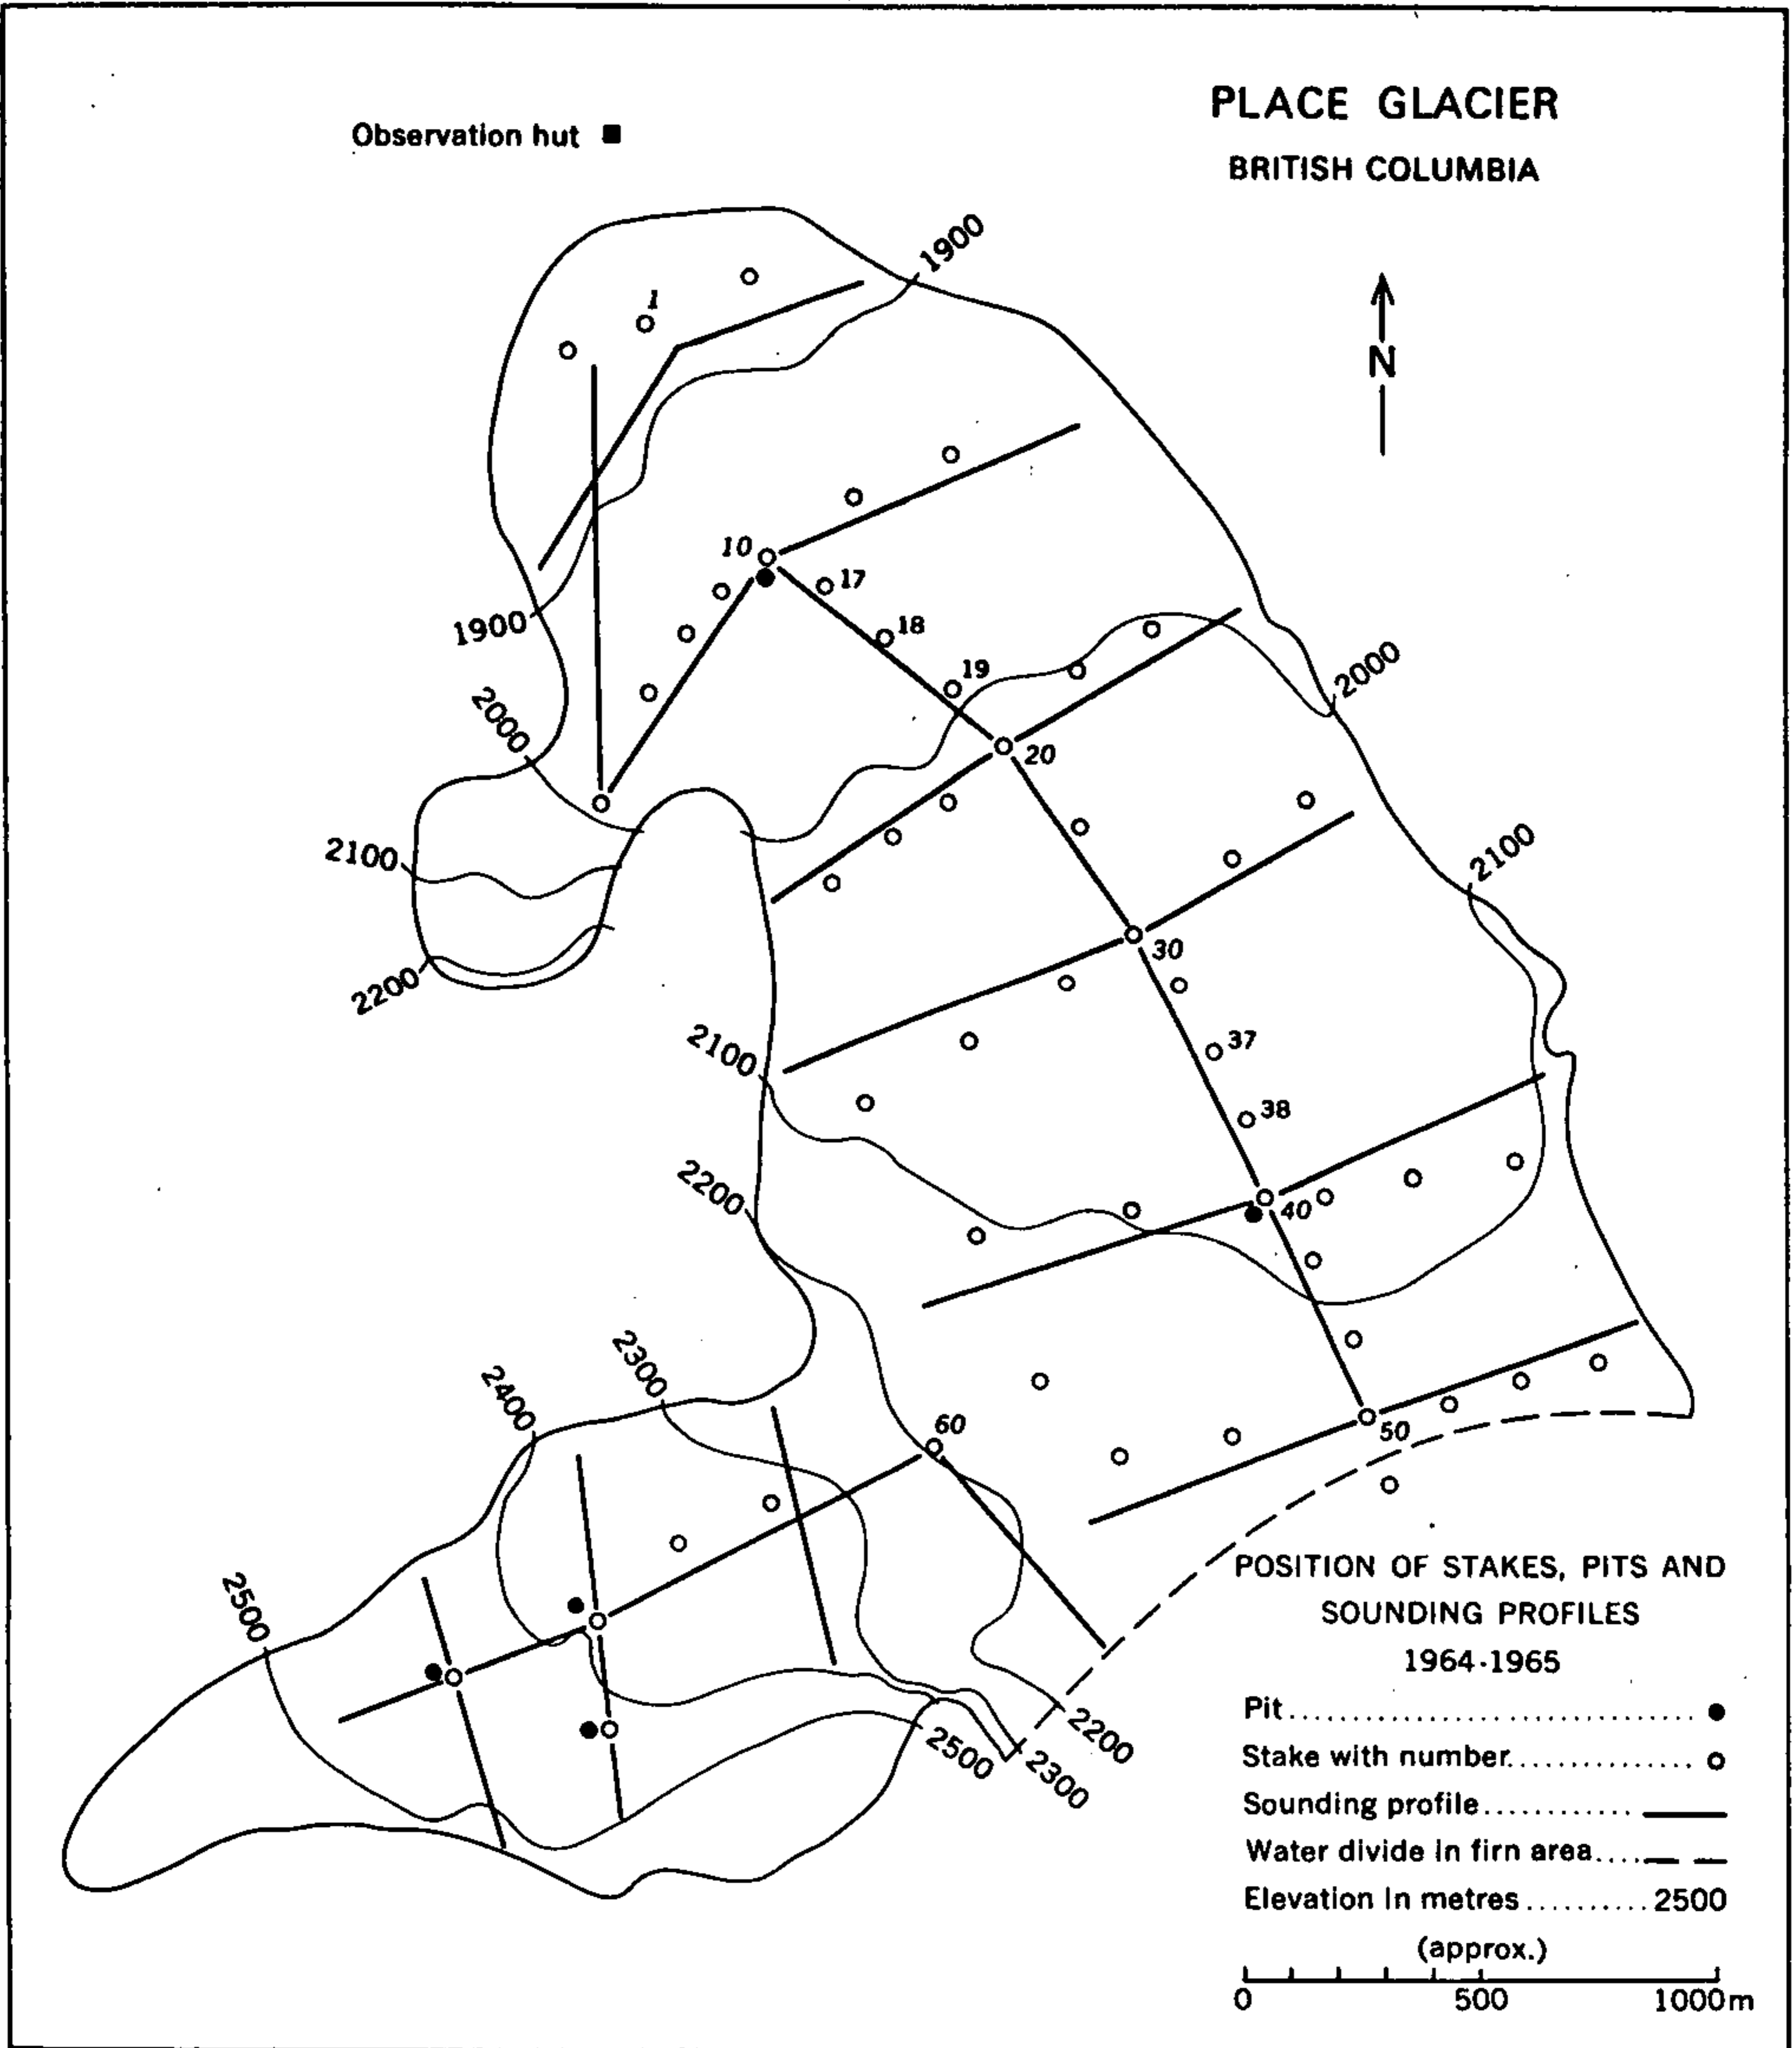 PLACE GLACIER
BRITISH COLUMBIA
Observation hut
1900
1
N
10
17
1900
18
19
2000
2000
20
2100
2100
30
2200
2100
37
38
2200
40
2300
2400
60
50
2500
2200
2500
2300
POSITION OF STAKES, PITS AND
SOUNDING PROFILES
1964-1965
Pit
Stake with number
Sounding profile
Water divide in firn area
Elevation in metres 2500
(approx.)
0 500 1000m